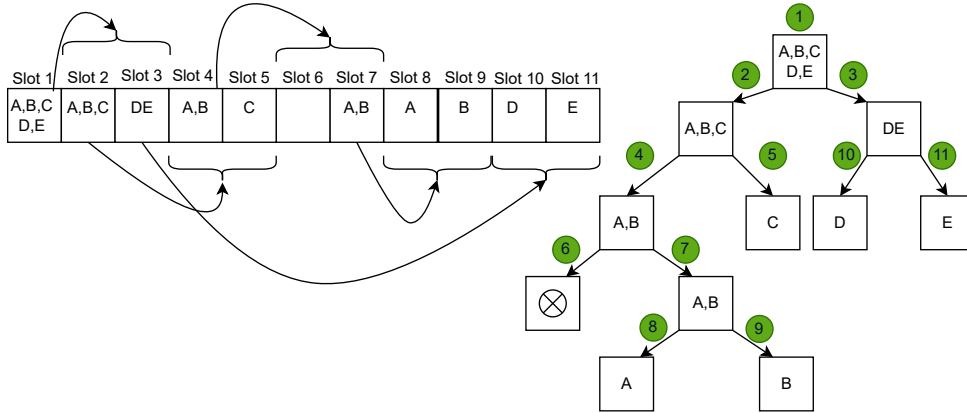 Slot 1 Slot 2 Slot 3 Slot 4 Slot 5 Slot 6 Slot 7 Slot 8 Slot 9 Slot 10 Slot 11
A,B,C
D,E
A,B,C
DE
A,B
C
A,B
A
B
D
E
1
A,B,C
D,E
2
3
A,B,C
DE
4
5
10
11
A,B
C
D
E
6
7
A,B
8
9
A
B